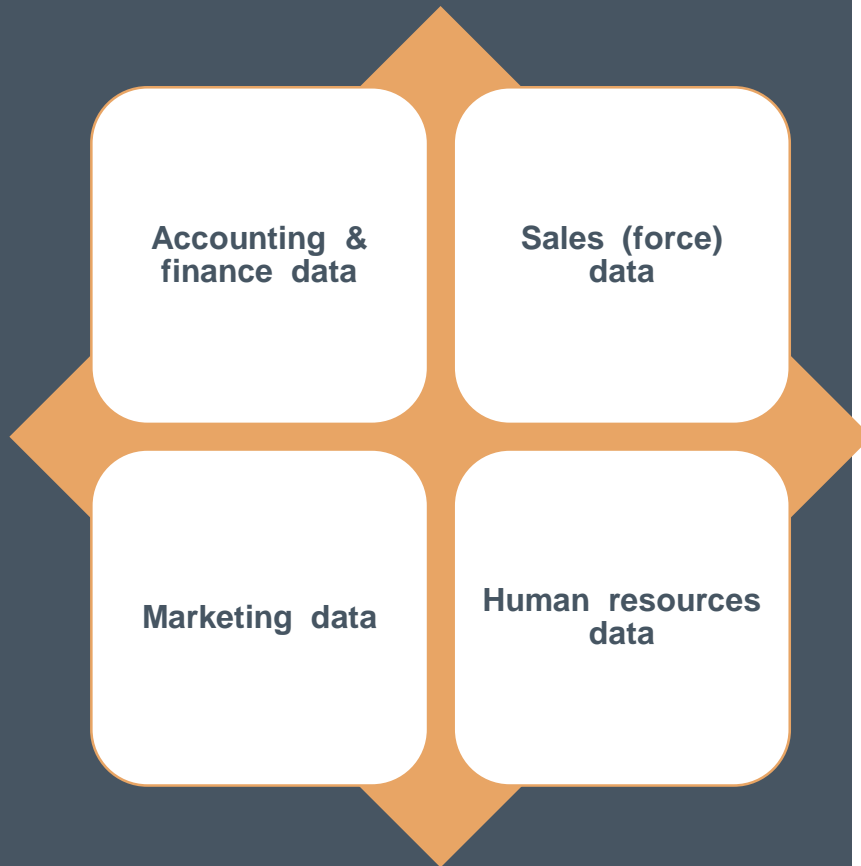 Accounting &
finance data
Sales (force)
data
Marketing data
Human resources
data